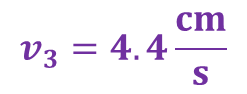 v₃ = 4.4 cm/s